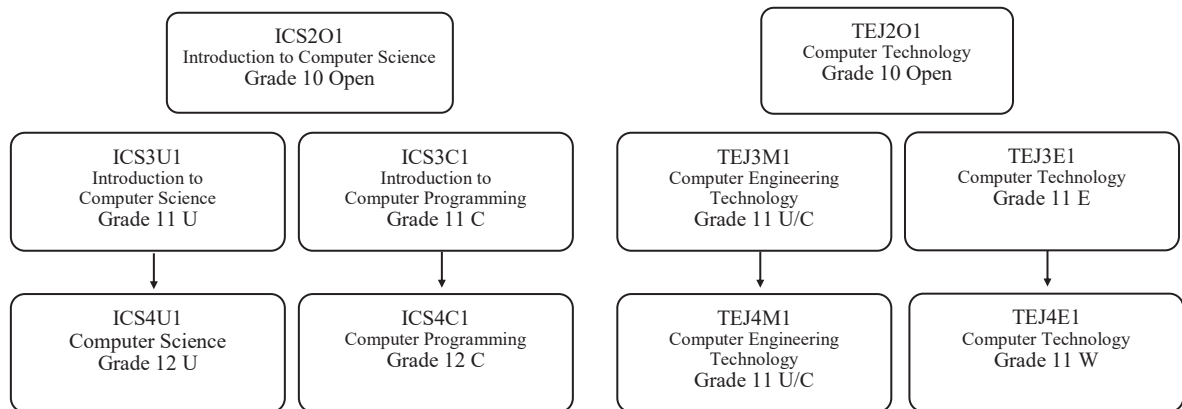 ICS2O1
Introduction to Computer Science
Grade 10 Open
TEJ2O1
Computer Technology
Grade 10 Open
ICS3U1
Introduction to
Computer Science
Grade 11 U
ICS3C1
Introduction to
Computer Programming
Grade 11 C
TEJ3M1
Computer Engineering
Technology
Grade 11 U/C
TEJ3E1
Computer Technology
Grade 11 E
ICS4U1
Computer Science
Grade 12 U
ICS4C1
Computer Programming
Grade 12 C
TEJ4M1
Computer Engineering
Technology
Grade 11 U/C
TEJ4E1
Computer Technology
Grade 11 W